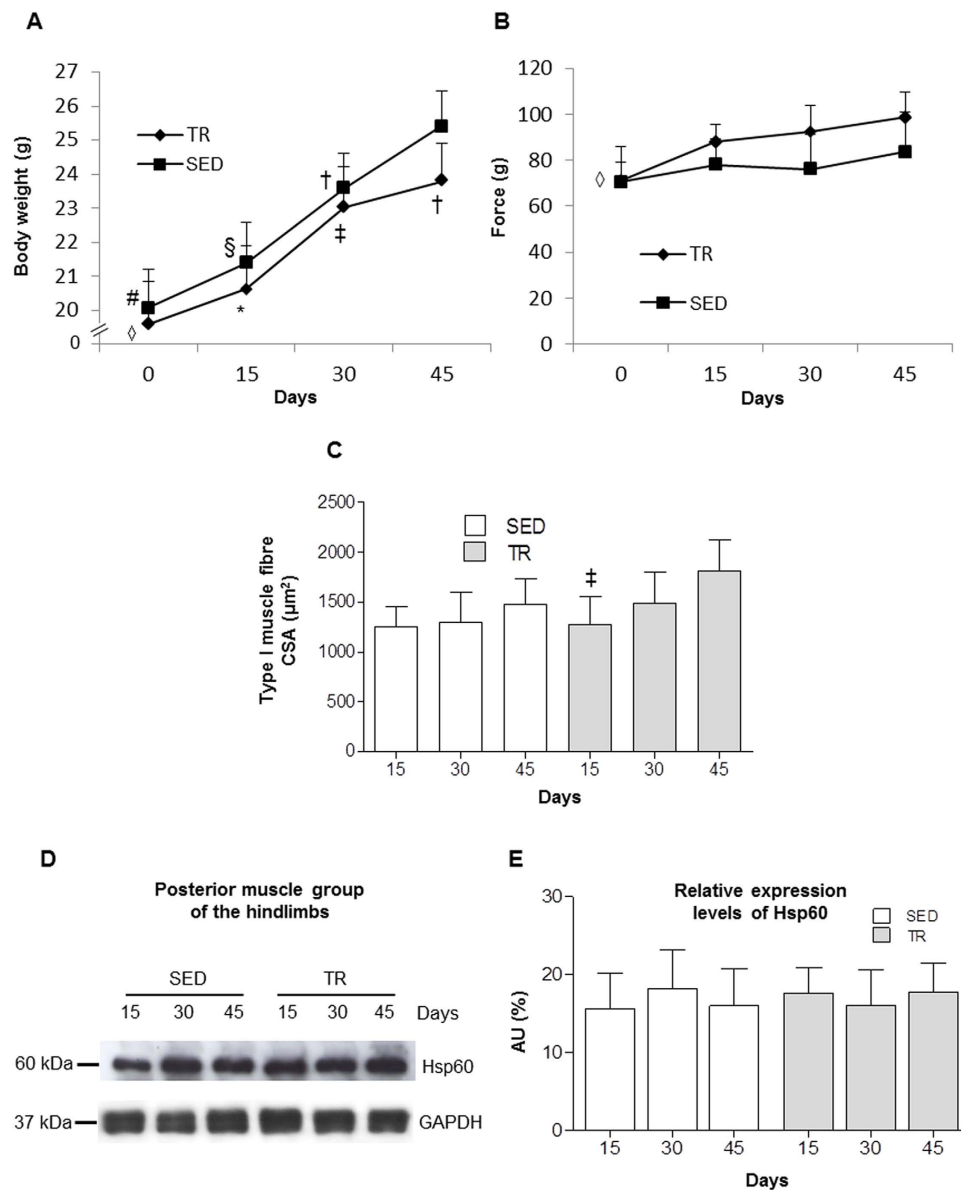 A
Body weight (g)
27
26
25
24
23
22
21
20
0
TR
SED
#
◊
§
*
†
‡
†
0 15 30 45
Days
B
Force (g)
120
100
80
60
40
20
0
◊
TR
SED
0 15 30 45
Days
C
Type I muscle fibre
CSA (µm²)
2500
2000
1500
1000
500
0
SED
TR
‡
15 30 45 15 30 45
Days
D
Posterior muscle group
of the hindlimbs
SED TR
15 30 45 15 30 45 Days
60 kDa Hsp60
37 kDa GAPDH
E
Relative expression
levels of Hsp60
SED
TR
AU (%)
30
20
10
0
15 30 45 15 30 45
Days